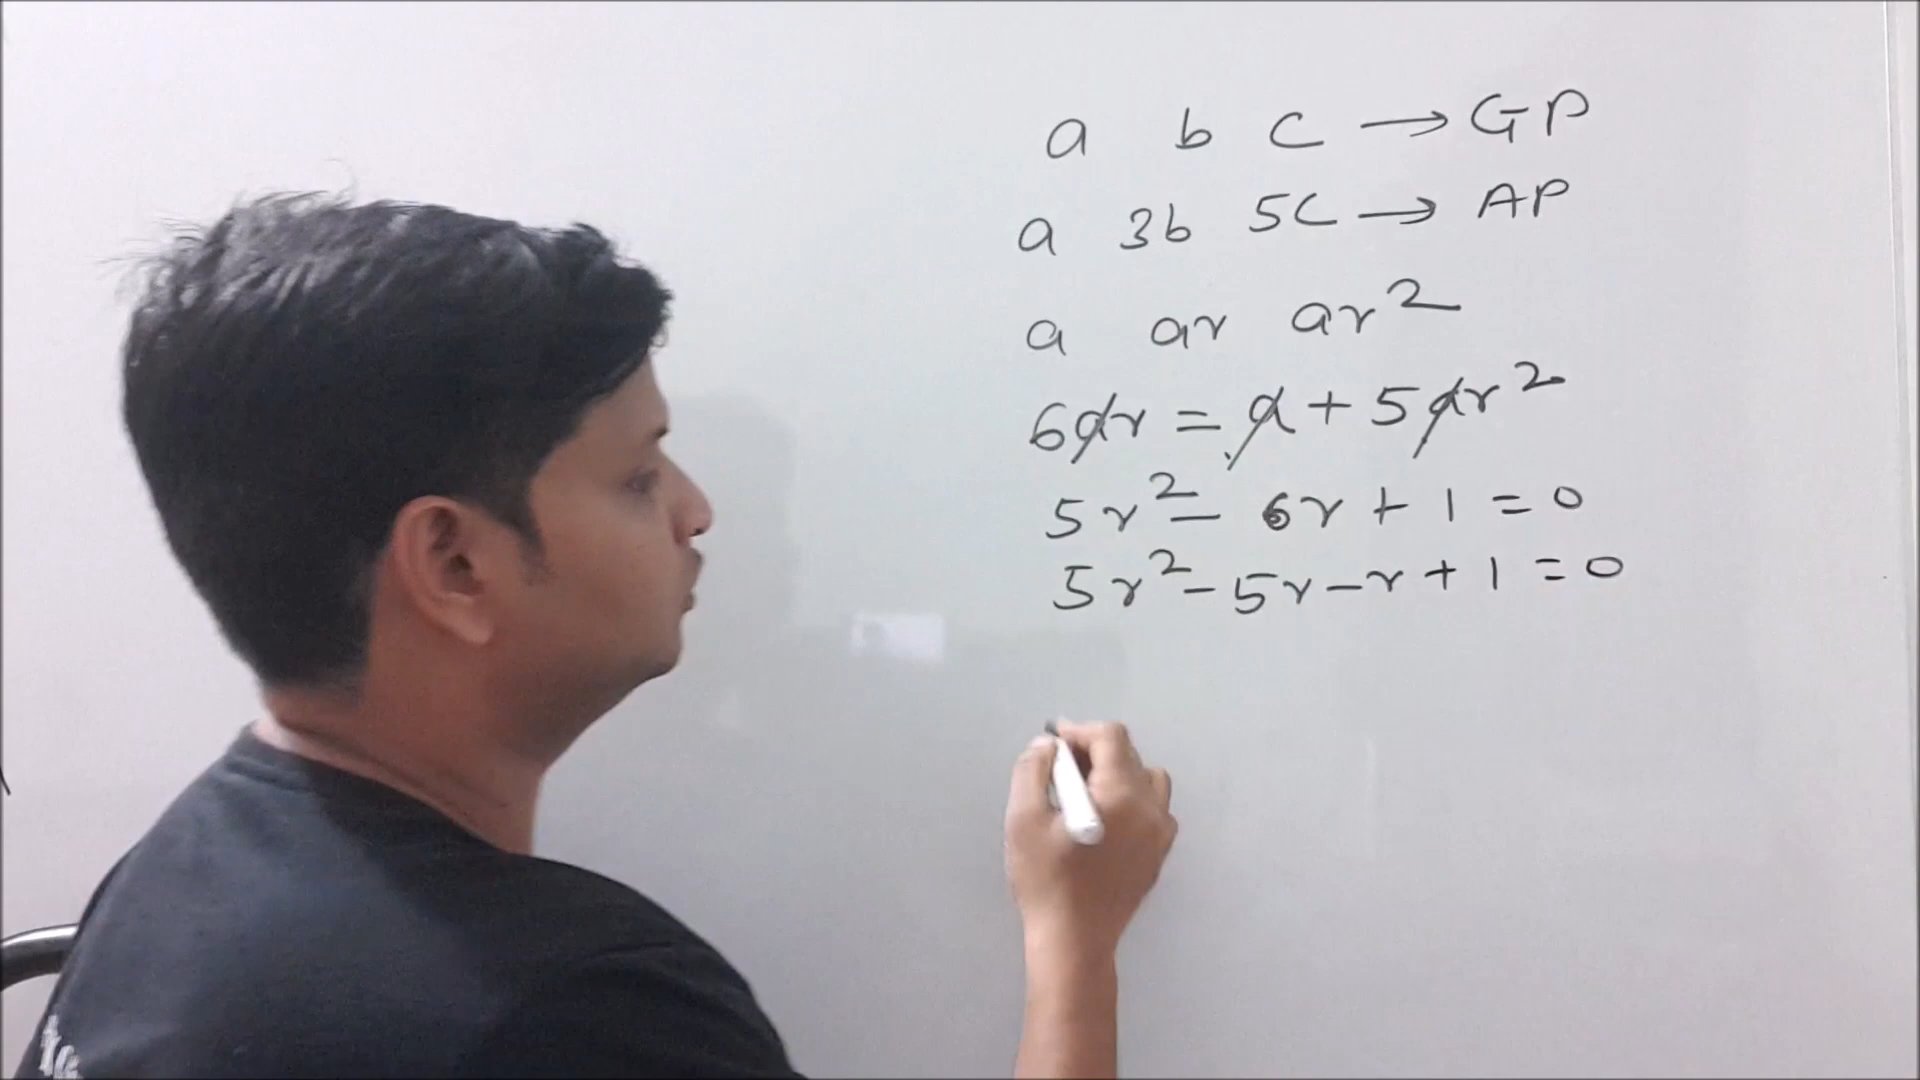 a b c → GP
a 3b 5c → AP
a ar ar²
6ar = a + 5ar²
5r² - 6r + 1 = 0
5r² - 5r - r + 1 = 0